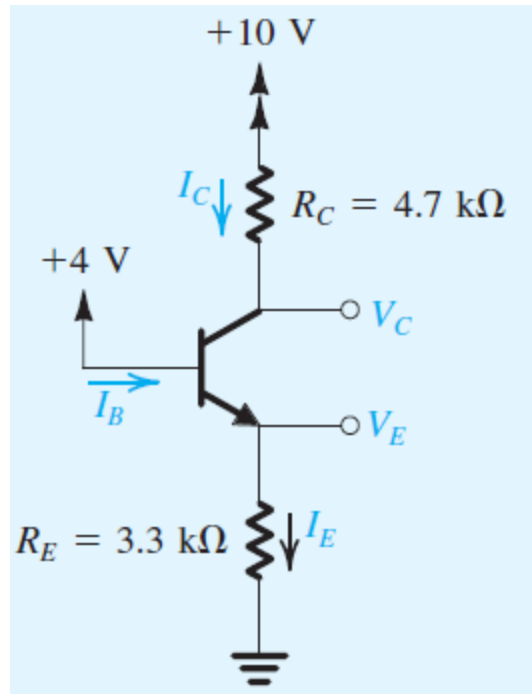 +10 V
I_C
R_C = 4.7 kΩ
+4 V
V_C
I_B
V_E
R_E = 3.3 kΩ
I_E